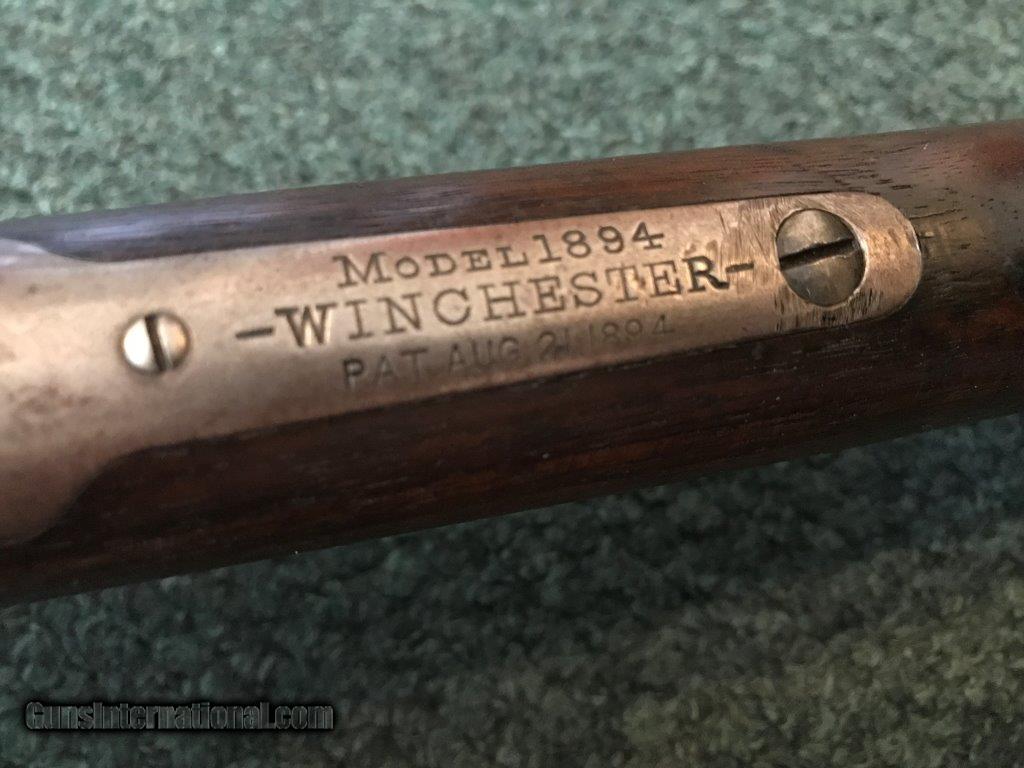 MODEL 1894
-WINCHESTER-
PAT. AUG. 21. 1894
GunsInternational.com